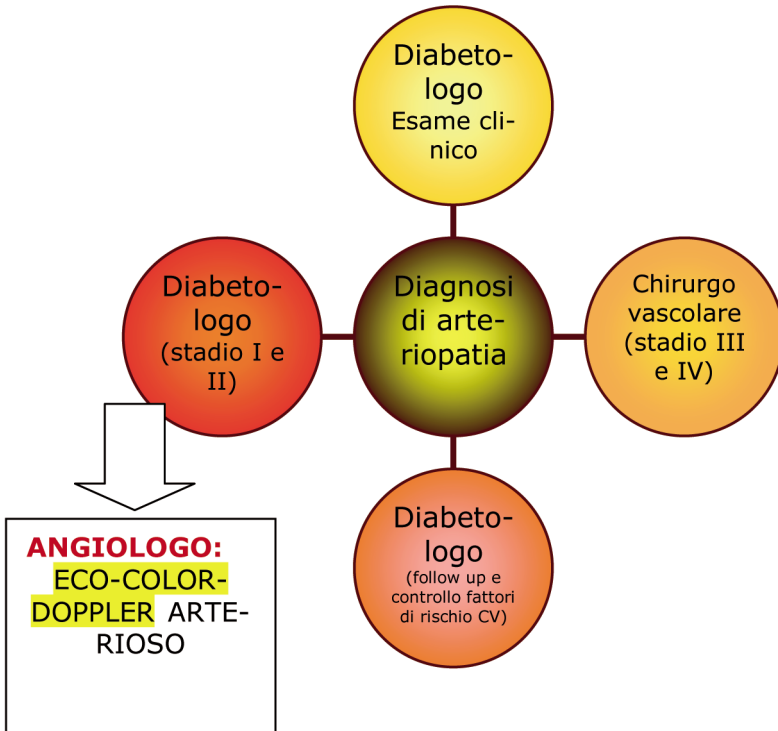 Diabeto-
logo
Esame cli-
nico
Diabeto-
logo
(stadio I e
II)
Diagnosi
di arte-
riopatia
Chirurgo
vascolare
(stadio III
e IV)
Diabeto-
logo
(follow up e
controllo fattori
di rischio CV)
ANGIOLOGO:
ECO-COLOR-
DOPPLER ARTE-
RIOSO